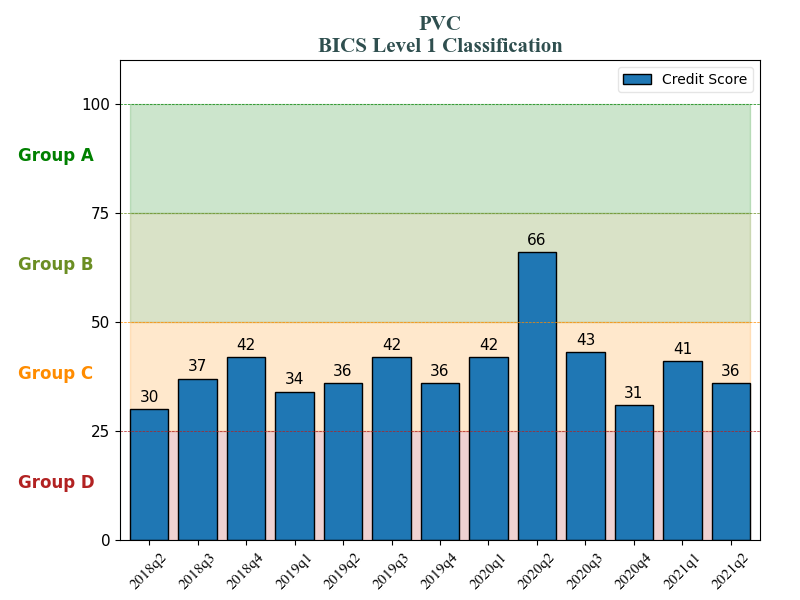 PVC
BICS Level 1 Classification
Credit Score
100
Group A
75
Group B
66
50
42
37
42
34
36
42
36
42
43
31
41
36
30
Group C
25
Group D
0
2018q2
2018q3
2018q4
2019q1
2019q2
2019q3
2019q4
2020q1
2020q2
2020q3
2020q4
2021q1
2021q2